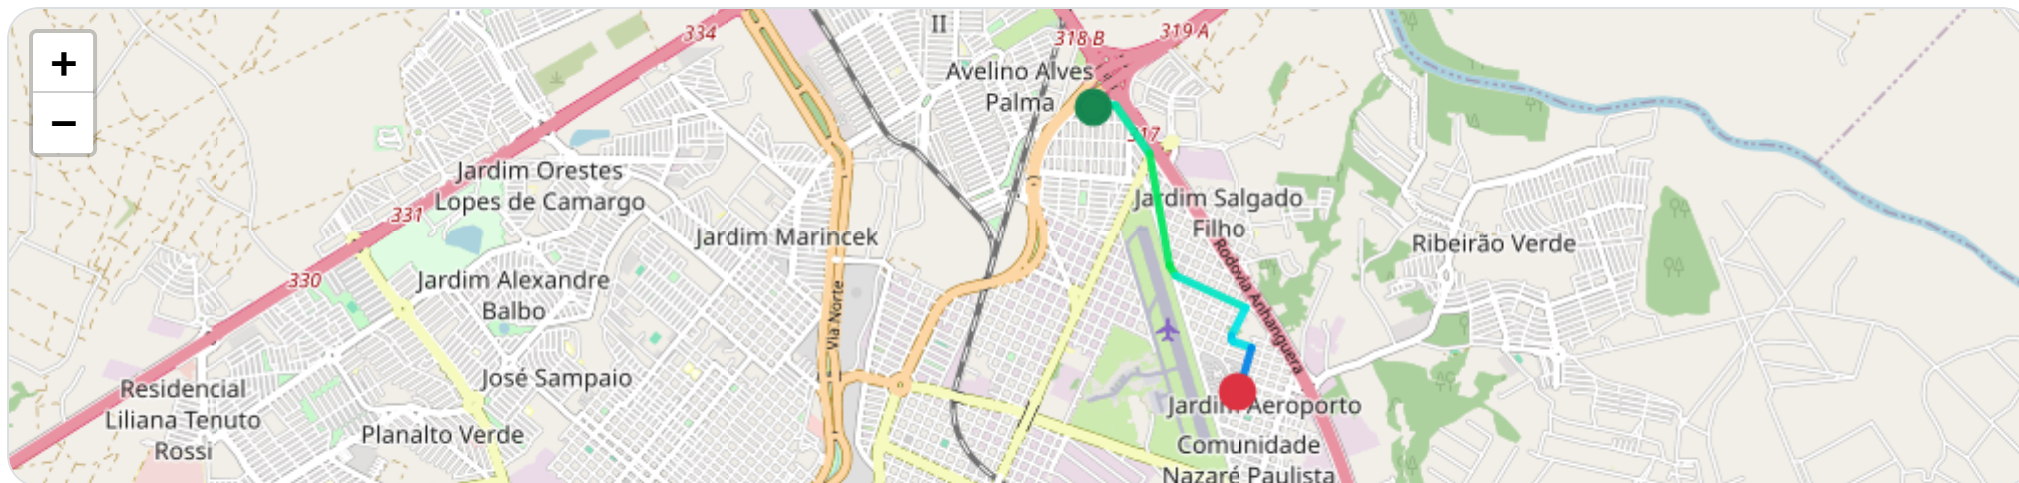 +
−
334
II
318 B
319 A
Avelino Alves
Palma
317
Jardim Orestes
Lopes de Camargo
331
Jardim Salgado
Filho
Jardim Marincek
Ribeirão Verde
330
Jardim Alexandre
Balbo
Via Norte
Rodovia Anhanguera
Residencial
Liliana Tenuto
Rossi
José Sampaio
Jardim Aeroporto
Planalto Verde
Comunidade
Nazaré Paulista